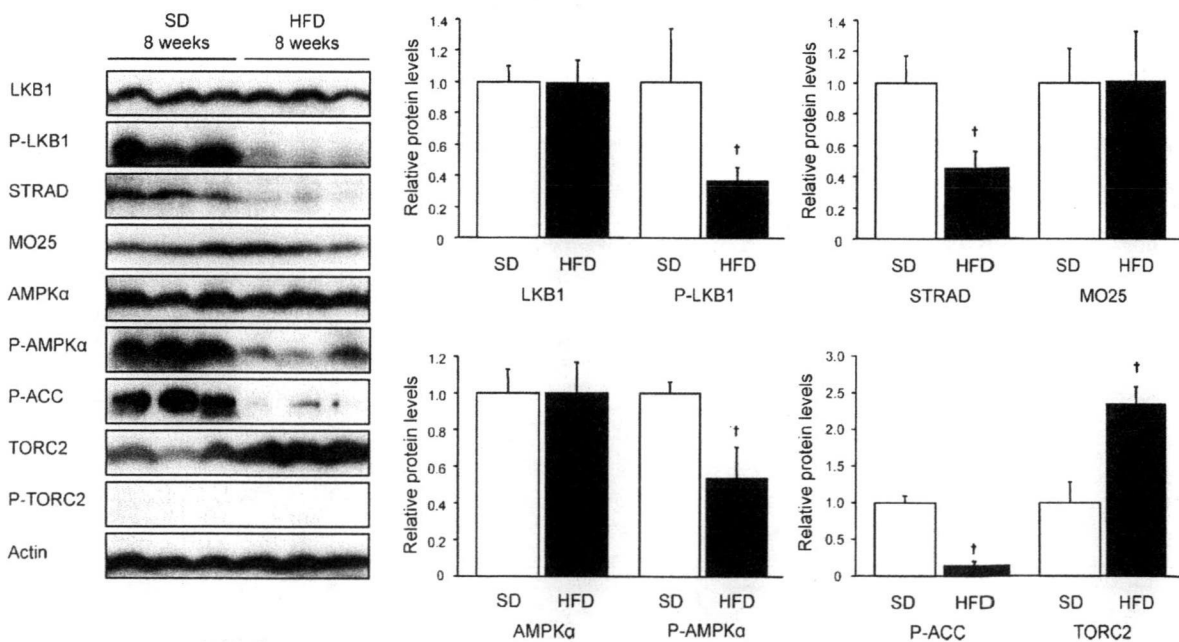 SD HFD
8 weeks 8 weeks
LKB1
P-LKB1
STRAD
MO25
AMPKα
P-AMPKα
P-ACC
TORC2
P-TORC2
Actin
Relative protein levels
1.4
1.2
1.0
0.8
0.6
0.4
0.2
0
†
SD HFD SD HFD
LKB1 P-LKB1
Relative protein levels
1.4
1.2
1.0
0.8
0.6
0.4
0.2
0
†
SD HFD SD HFD
STRAD MO25
Relative protein levels
1.2
1.0
0.8
0.6
0.4
0.2
0
†
SD HFD SD HFD
AMPKα P-AMPKα
Relative protein levels
3.0
2.5
2.0
1.5
1.0
0.5
0
†
†
SD HFD SD HFD
P-ACC TORC2